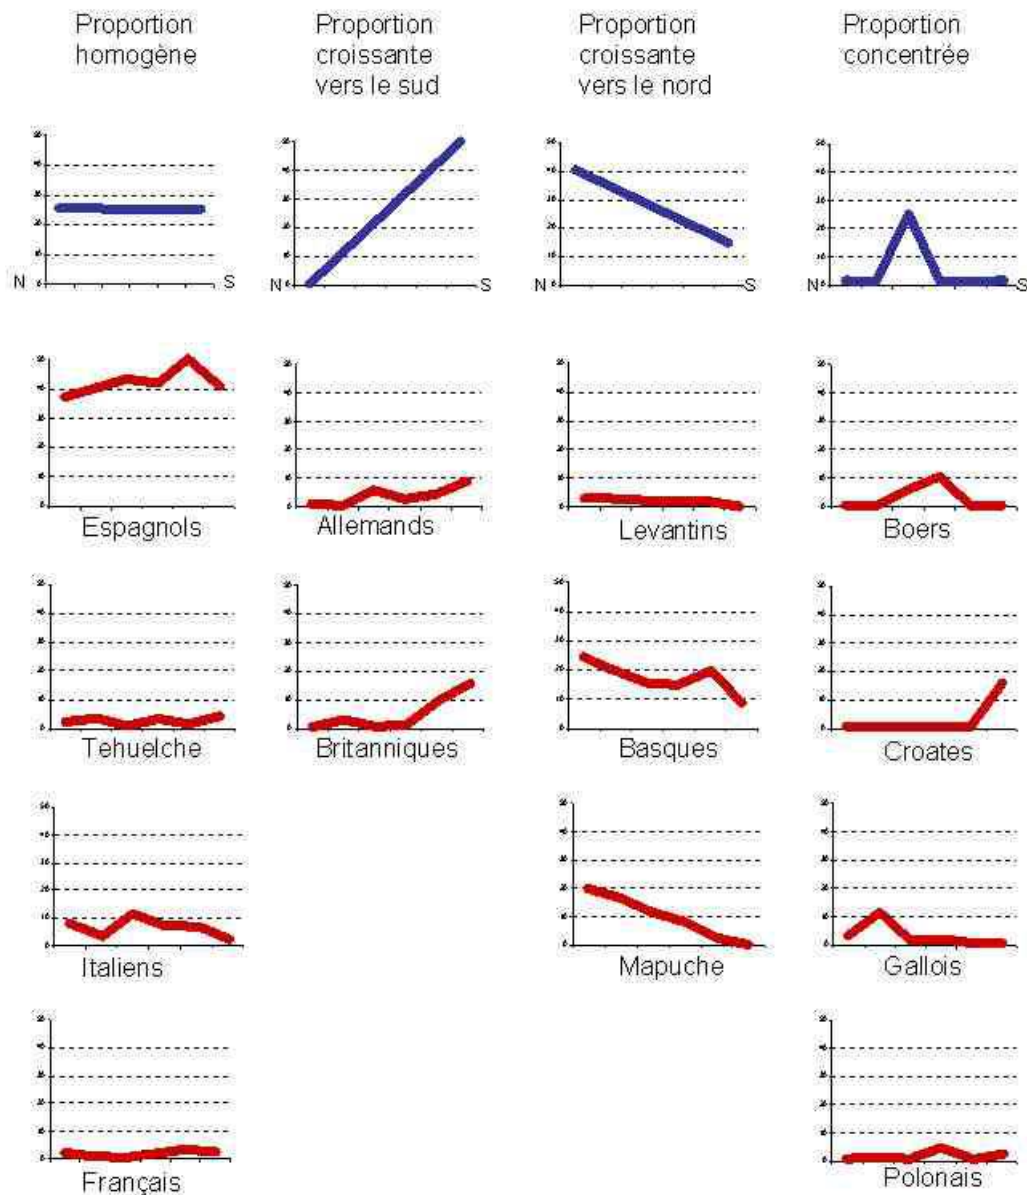 Proportion
homogène
Proportion
croissante
vers le sud
Proportion
croissante
vers le nord
Proportion
concentrée
N
S
N
S
N
S
N
S
Espagnols
Allemands
Levantins
Boers
Tehuelche
Britanniques
Basques
Croates
Italiens
Mapuche
Gallois
Français
Polonais